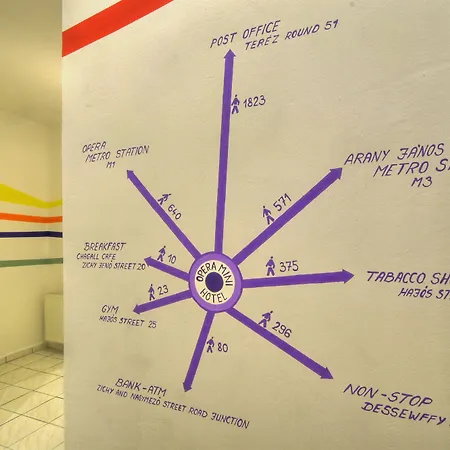 POST OFFICE
TERÉZ ROUND 51
1823
OPERA
METRO STATION
M1
640
ARANY JÁNOS
METRO
M3
571
BREAKFAST
CHAGALL CAFE
ZICHY JENŐ STREET 20
10
OPERA MINI
HOTEL
375
TABACCO
HAJÓS
GYM
HAJÓS STREET 25
23
296
80
BANK-ATM
ZICHY AND NAGYMEZŐ STREET ROAD JUNCTION
NON-STOP
DESSEWFFY